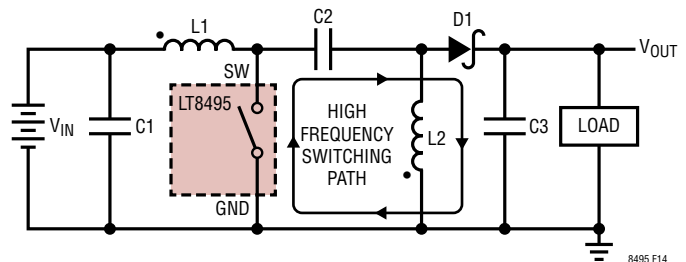 L1
C2
D1
VOUT
SW
LT8495
HIGH
FREQUENCY
SWITCHING
PATH
VIN
C1
L2
C3
LOAD
GND
8495 F14